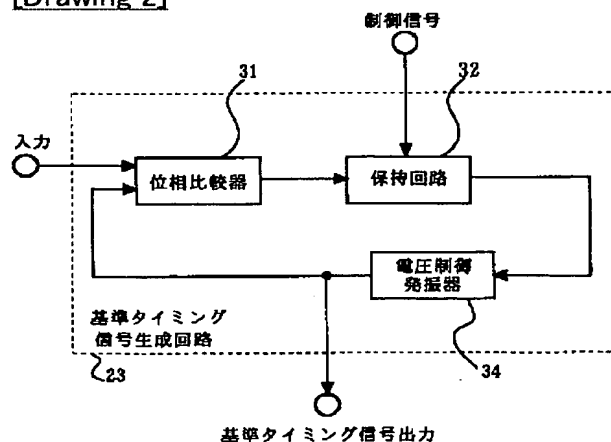 [Drawing 2]
制御信号
31
32
入力
位相比較器
保持回路
電圧制御
発振器
基準タイミング
信号生成回路
23
34
基準タイミング信号出力